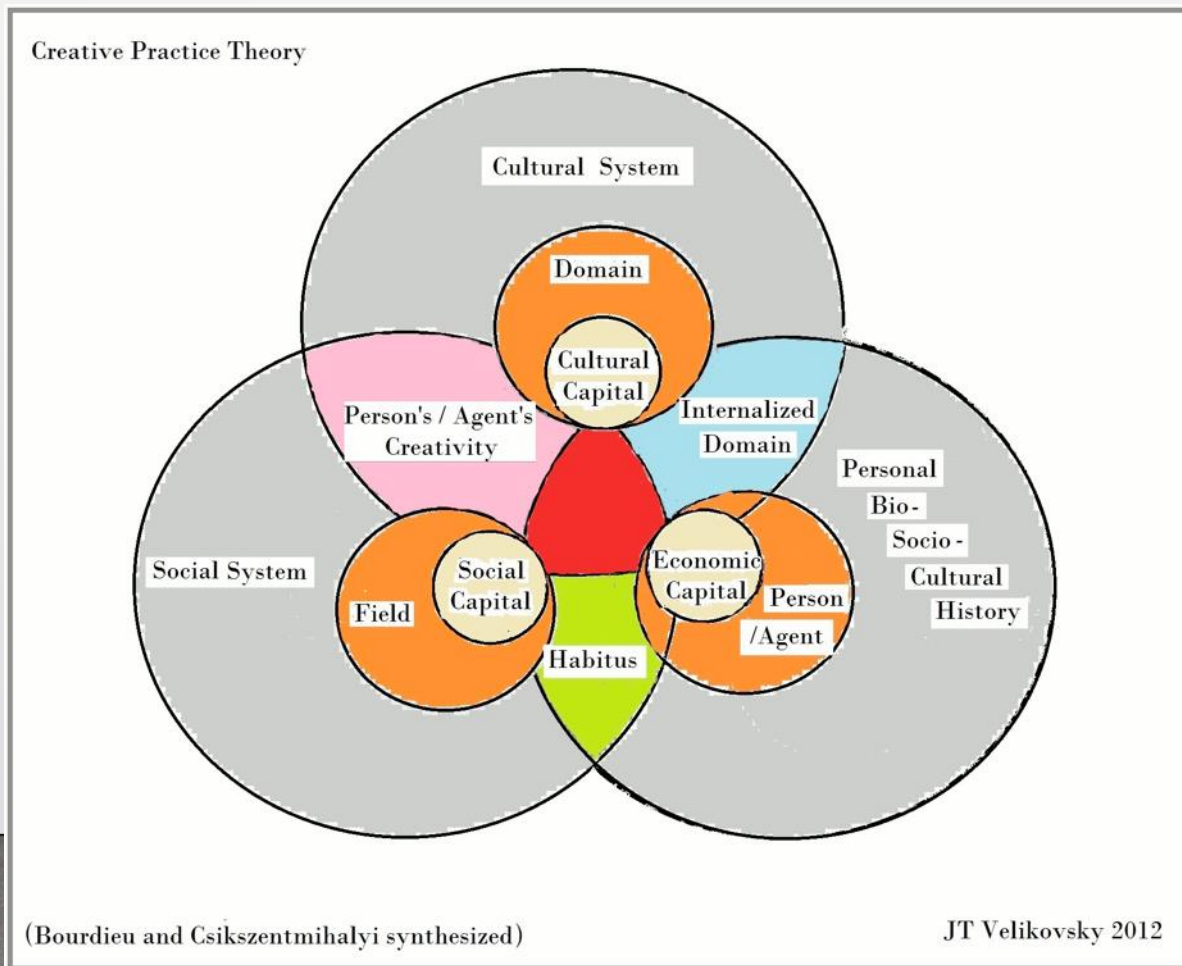 Creative Practice Theory
Cultural System
Domain
Cultural
Capital
Person's / Agent's
Creativity
Internalized
Domain
Personal
Bio-
Socio-
Cultural
History
Social System
Field
Social
Capital
Economic
Capital
Person
/Agent
Habitus
(Bourdieu and Csikszentmihalyi synthesized)
JT Velikovsky 2012